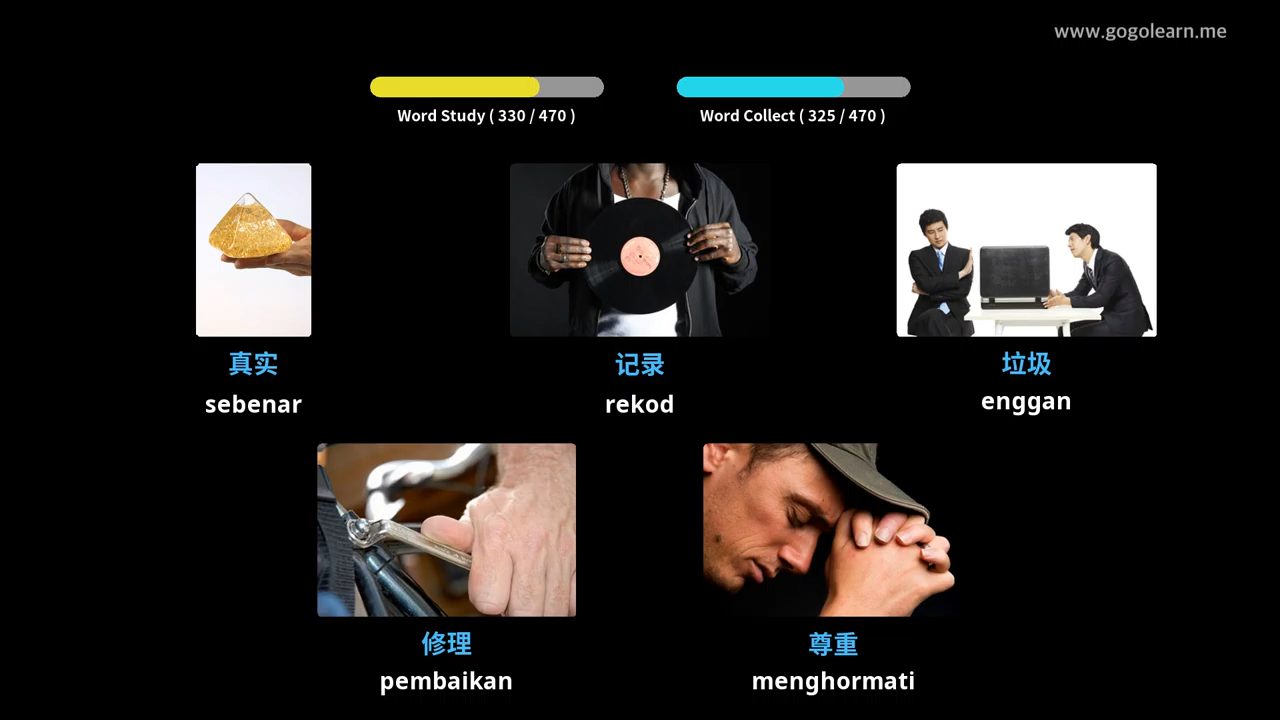 www.gogolearn.me
Word Study ( 330 / 470 )
Word Collect ( 325 / 470 )
真实
sebenar
记录
rekod
垃圾
enggan
修理
pembaikan
尊重
menghormati